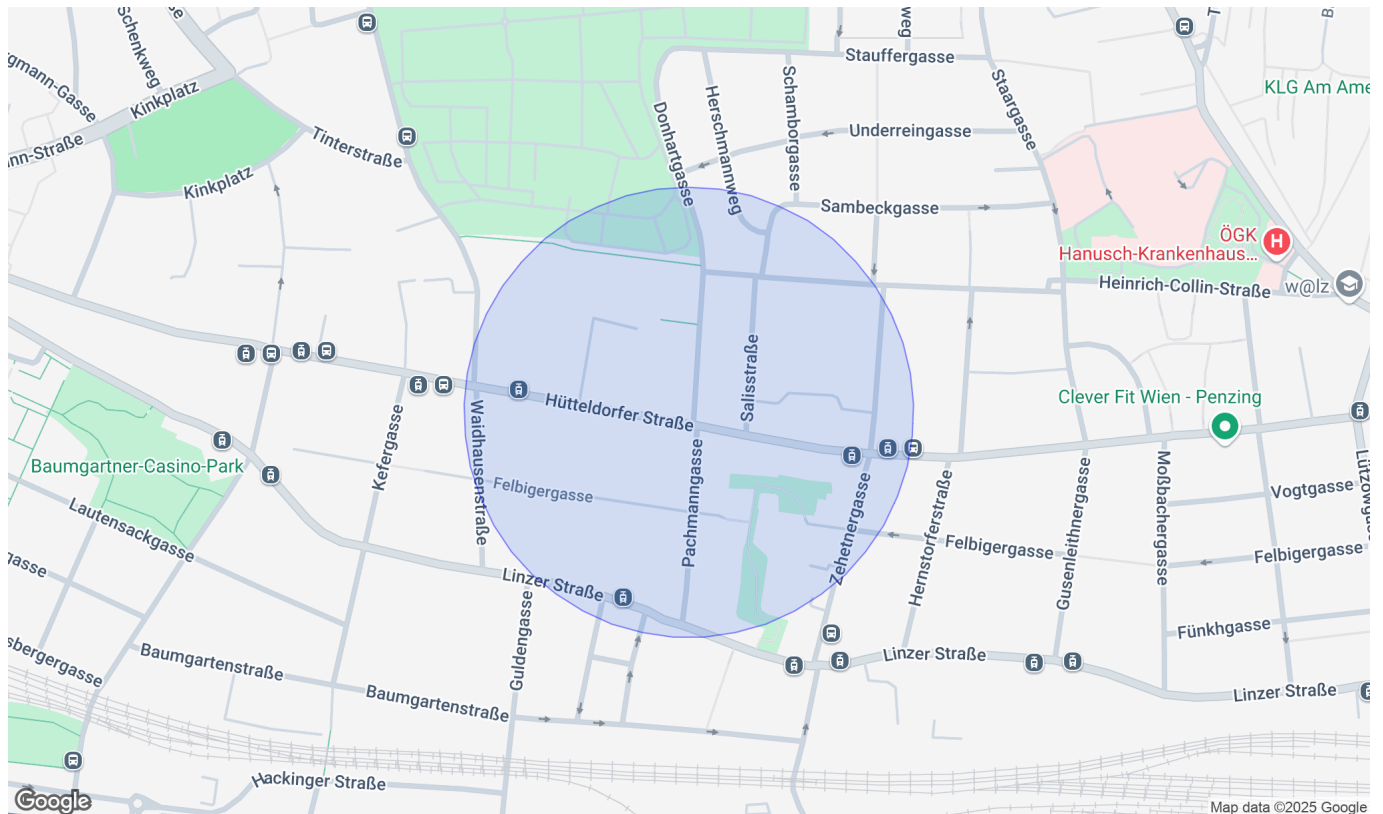 Schenkweg
Kinkplatz
Tinterstraße
Kinkplatz
Stauffergasse
Staargasse
Schamborgasse
Herschmannweg
Donhartgasse
Underreingasse
Sambeckgasse
KLG Am Ame
ÖGK
Hanusch-Krankenhaus...
H
w@lz
Heinrich-Collin-Straße
Clever Fit Wien - Penzing
Salisstraße
Hütteldorfer Straße
Waidhausenstraße
Kefergasse
Baumgartner-Casino-Park
Felbigergasse
Pachmanngasse
Zehetnergasse
Hernstorferstraße
Felbigergasse
Gusenleithnergasse
Moßbachergasse
Vogtgasse
Felbigergasse
Fünkhgasse
Lautensackgasse
Linzer Straße
Guldengasse
Linzer Straße
Linzer Straße
Baumgartenstraße
Baumgartenstraße
Hackinger Straße
Google
Map data ©2025 Google